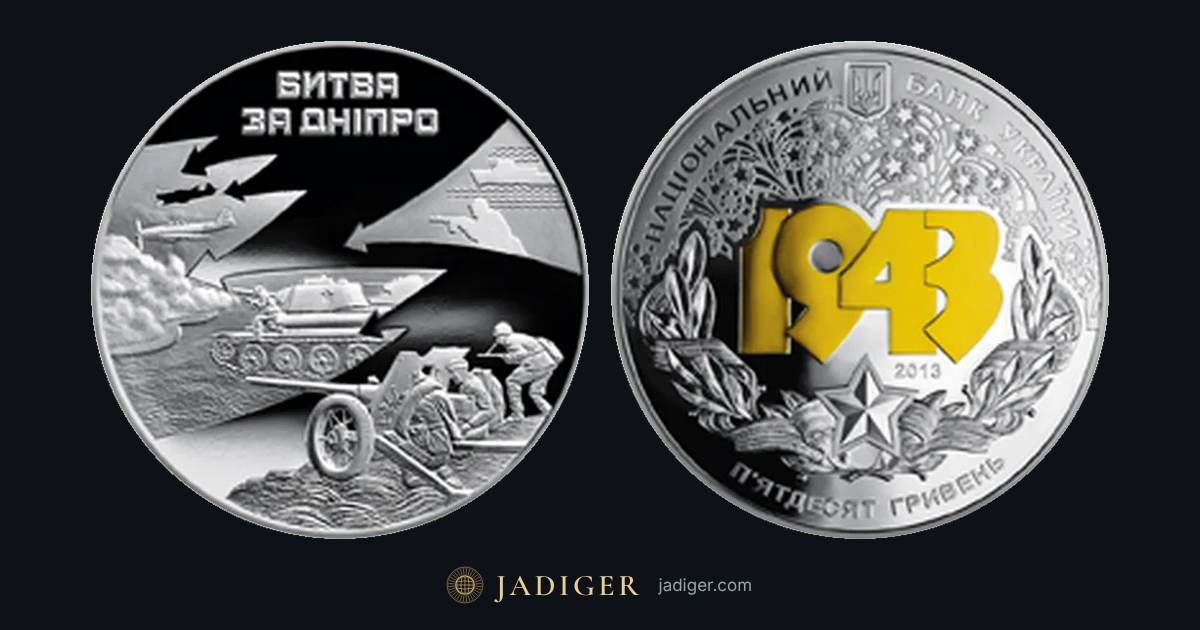 БИТВА
ЗА ДНІПРО
НАЦІОНАЛЬНИЙ БАНК УКРАЇНИ
1943
2013
П'ЯТДЕСЯТ ГРИВЕНЬ
JADIGER jadiger.com